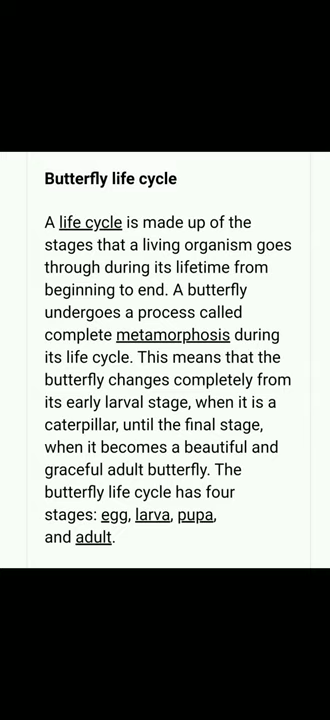 Butterfly life cycle
A life cycle is made up of the
stages that a living organism goes
through during its lifetime from
beginning to end. A butterfly
undergoes a process called
complete metamorphosis during
its life cycle. This means that the
butterfly changes completely from
its early larval stage, when it is a
caterpillar, until the final stage,
when it becomes a beautiful and
graceful adult butterfly. The
butterfly life cycle has four
stages: egg, larva, pupa,
and adult.